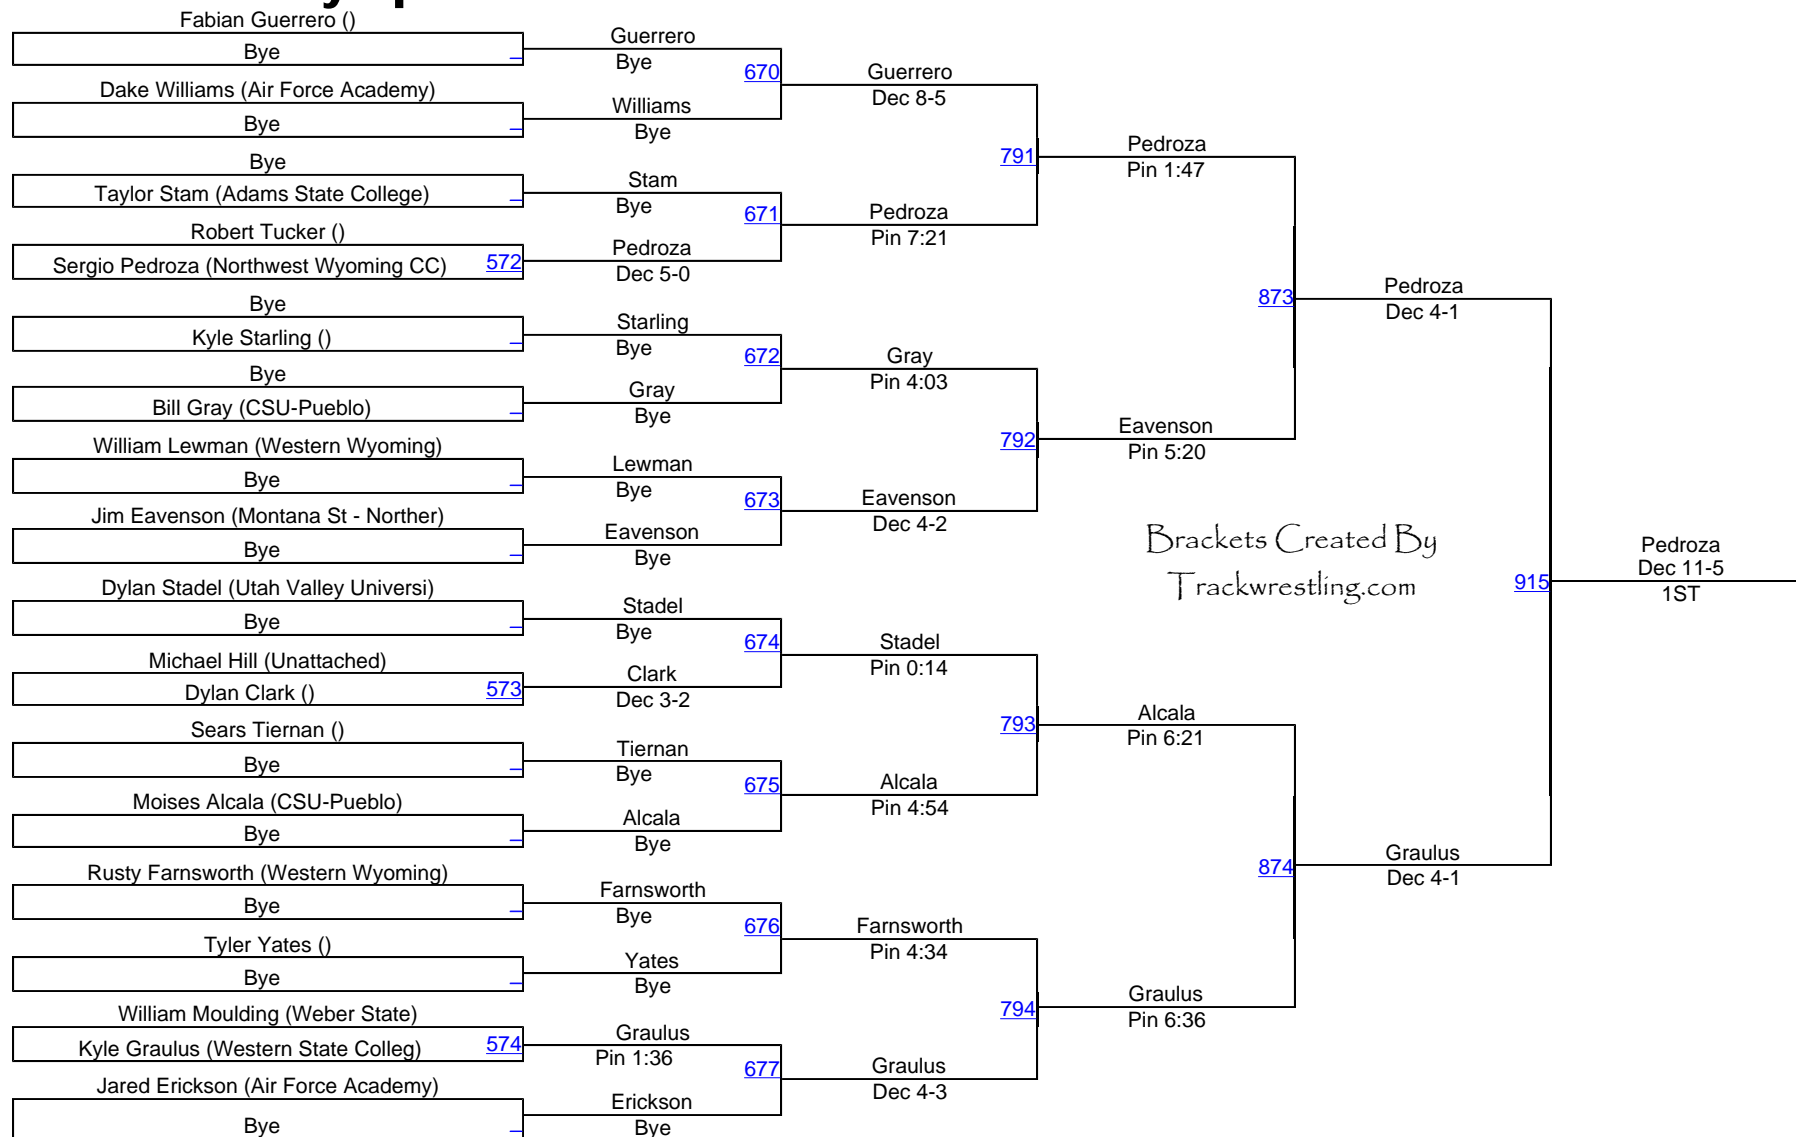 Fabian Guerrero ()
Bye
Dake Williams (Air Force Academy)
Bye
Bye
Taylor Stam (Adams State College)
Robert Tucker ()
Sergio Pedroza (Northwest Wyoming CC) 572
Bye
Kyle Starling ()
Bye
Bill Gray (CSU-Pueblo)
William Lewman (Western Wyoming)
Bye
Jim Eavenson (Montana St - Norther)
Bye
Dylan Stadel (Utah Valley Universi)
Bye
Michael Hill (Unattached)
Dylan Clark () 573
Sears Tiernan ()
Bye
Moises Alcala (CSU-Pueblo)
Bye
Rusty Farnsworth (Western Wyoming)
Bye
Tyler Yates ()
Bye
William Moulding (Weber State)
Kyle Graulus (Western State Colleg) 574
Jared Erickson (Air Force Academy)
Bye
Guerrero
Bye
670
Williams
Bye
Stam
Bye
671
Pedroza
Dec 5-0
Starling
Bye
672
Gray
Bye
Lewman
Bye
673
Eavenson
Bye
Stadel
Bye
674
Clark
Dec 3-2
Tiernan
Bye
675
Alcala
Bye
Farnsworth
Bye
676
Yates
Bye
Graulus
Pin 1:36
677
Erickson
Bye
Guerrero
Dec 8-5
791
Pedroza
Pin 7:21
Gray
Pin 4:03
792
Eavenson
Dec 4-2
Stadel
Pin 0:14
793
Alcala
Pin 4:54
Farnsworth
Pin 4:34
794
Graulus
Dec 4-3
Pedroza
Pin 1:47
873
Eavenson
Pin 5:20
Brackets Created By
Trackwrestling.com
Alcala
Pin 6:21
874
Graulus
Pin 6:36
Pedroza
Dec 4-1
915
Graulus
Dec 4-1
Pedroza
Dec 11-5
1ST